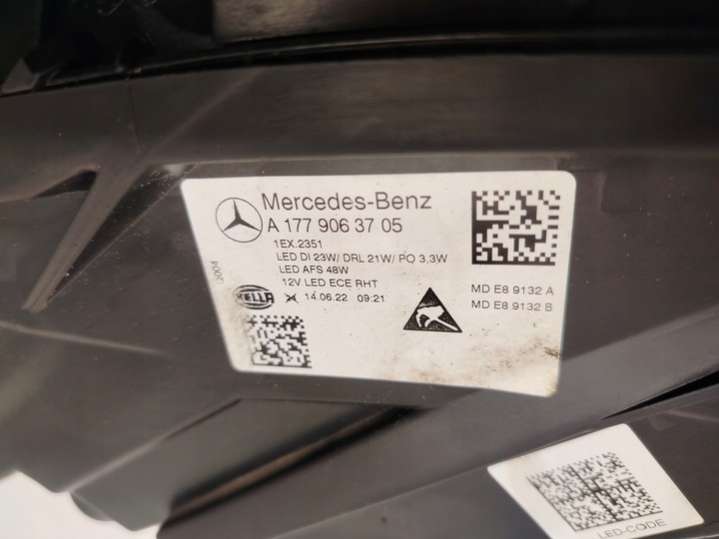 Mercedes-Benz
A 177 906 37 05
1EX.2351
LED DI 23W/ DRL 21W/ PO 3,3W
LED AFS 48W
12V LED ECE RHT
HELLA 14.06.22 09:21
MD E8 9132 A
MD E8 9132 B
LED-CODE